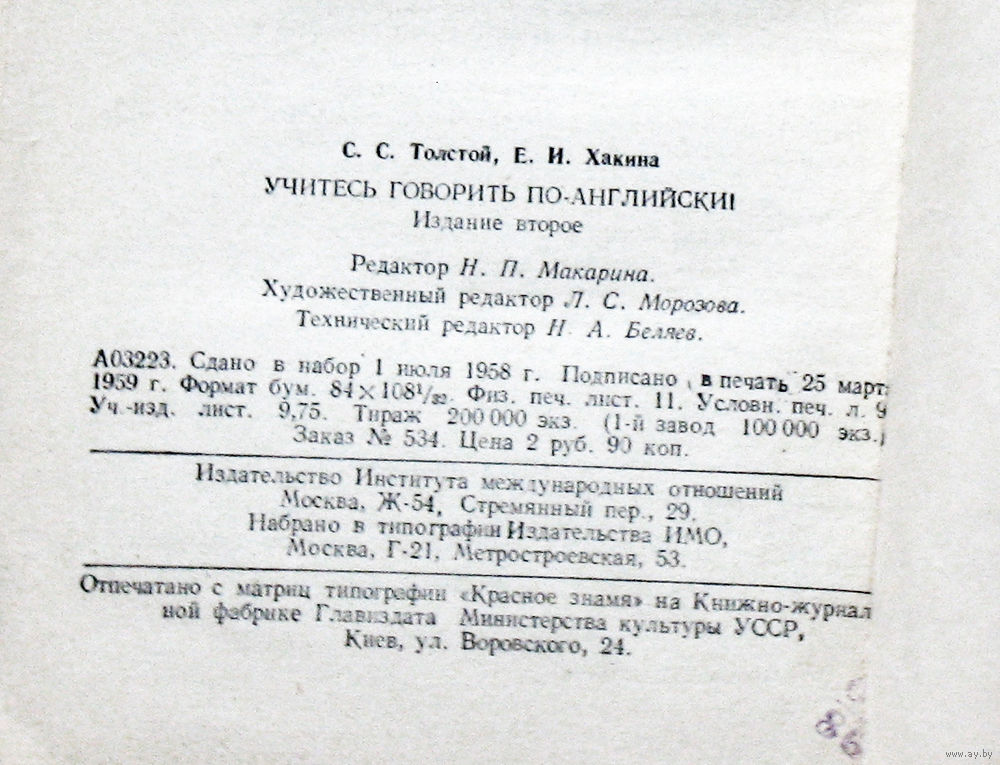 С. С. Толстой, Е. И. Хакина
УЧИТЕСЬ ГОВОРИТЬ ПО-АНГЛИЙСКИ!
Издание второе
Редактор Н. П. Макарина.
Художественный редактор Л. С. Морозова.
Технический редактор Н. А. Беляев.
А03223. Сдано в набор 1 июля 1958 г. Подписано в печать 25 март
1959 г. Формат бум. 84×108¹/₃₂. Физ. печ. лист. 11. Условн. печ. л. 9
Уч.-изд. лист. 9,75. Тираж 200 000 экз. (1-й завод 100 000 экз.)
Заказ № 534. Цена 2 руб. 90 коп.
Издательство Института международных отношений
Москва, Ж-54, Стремянный пер., 29.
Набрано в типографии Издательства ИМО,
Москва, Г-21, Метростроевская, 53.
Отпечатано с матриц типографии «Красное знамя» на Книжно-журнал
ной фабрике Главиздата Министерства культуры УССР,
Киев, ул. Воровского, 24.
www.ay.by